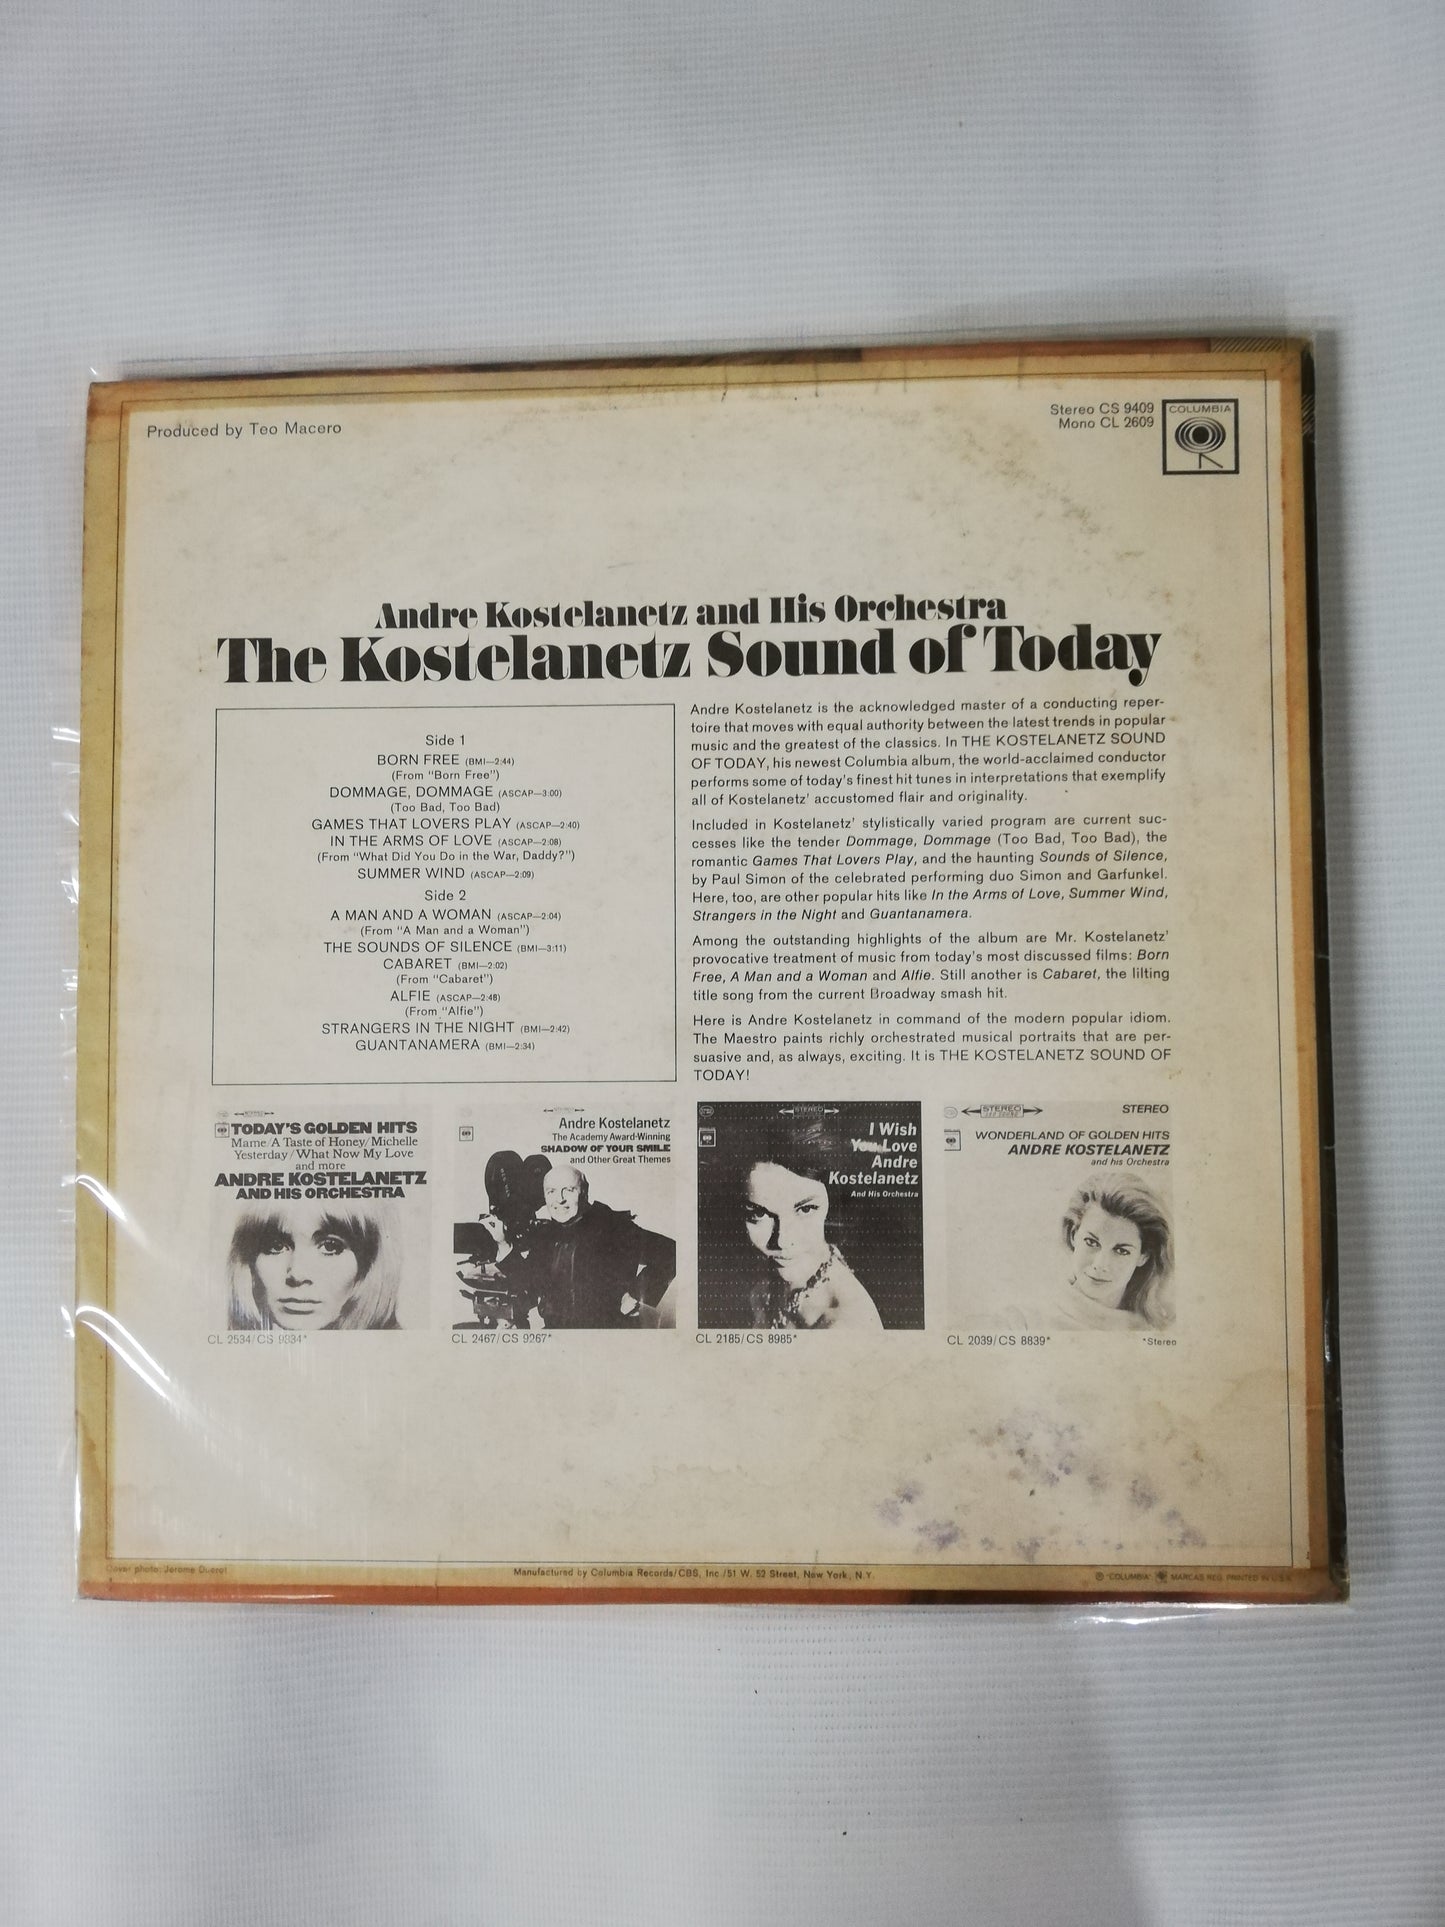 Produced by Teo Macero
Stereo CS 9409
Mono CL 2609
COLUMBIA
Andre Kostelanetz and His Orchestra
The Kostelanetz Sound of Today
Side 1
BORN FREE (BMI—2:44)
(From "Born Free")
DOMMAGE, DOMMAGE (ASCAP—3:00)
(Too Bad, Too Bad)
GAMES THAT LOVERS PLAY (ASCAP—2:40)
IN THE ARMS OF LOVE (ASCAP—2:08)
(From "What Did You Do in the War, Daddy?")
SUMMER WIND (ASCAP—2:09)
Side 2
A MAN AND A WOMAN (ASCAP—2:04)
(From "A Man and a Woman")
THE SOUNDS OF SILENCE (BMI—3:11)
CABARET (BMI—2:02)
(From "Cabaret")
ALFIE (ASCAP—2:48)
(From "Alfie")
STRANGERS IN THE NIGHT (BMI—2:42)
GUANTANAMERA (BMI—2:34)
Andre Kostelanetz is the acknowledged master of a conducting reper-
toire that moves with equal authority between the latest trends in popular
music and the greatest of the classics. In THE KOSTELANETZ SOUND
OF TODAY, his newest Columbia album, the world-acclaimed conductor
performs some of today's finest hit tunes in interpretations that exemplify
all of Kostelanetz' accustomed flair and originality.
Included in Kostelanetz' stylistically varied program are current suc-
cesses like the tender Dommage, Dommage (Too Bad, Too Bad), the
romantic Games That Lovers Play, and the haunting Sounds of Silence,
by Paul Simon of the celebrated performing duo Simon and Garfunkel.
Here, too, are other popular hits like In the Arms of Love, Summer Wind,
Strangers in the Night and Guantanamera.
Among the outstanding highlights of the album are Mr. Kostelanetz'
provocative treatment of music from today's most discussed films: Born
Free, A Man and a Woman and Alfie. Still another is Cabaret, the lilting
title song from the current Broadway smash hit.
Here is Andre Kostelanetz in command of the modern popular idiom.
The Maestro paints richly orchestrated musical portraits that are per-
suasive and, as always, exciting. It is THE KOSTELANETZ SOUND OF
TODAY!
STEREO
TODAY'S GOLDEN HITS
Mame/A Taste of Honey/Michelle
Yesterday/What Now My Love
and more
ANDRE KOSTELANETZ
AND HIS ORCHESTRA
CL 2534/CS 9334*
STEREO
Andre Kostelanetz
The Academy Award-Winning
SHADOW OF YOUR SMILE
and Other Great Themes
CL 2467/CS 9267*
STEREO
I Wish
You Love
Andre
Kostelanetz
And His Orchestra
CL 2185/CS 8985*
STEREO
STEREO
WONDERLAND OF GOLDEN HITS
ANDRE KOSTELANETZ
and his Orchestra
CL 2039/CS 8839*
*Stereo
Cover photo: Jerome Ducrot
Manufactured by Columbia Records/CBS, Inc./51 W. 52 Street, New York, N.Y.
® "COLUMBIA" MARCAS REG. PRINTED IN U.S.A.